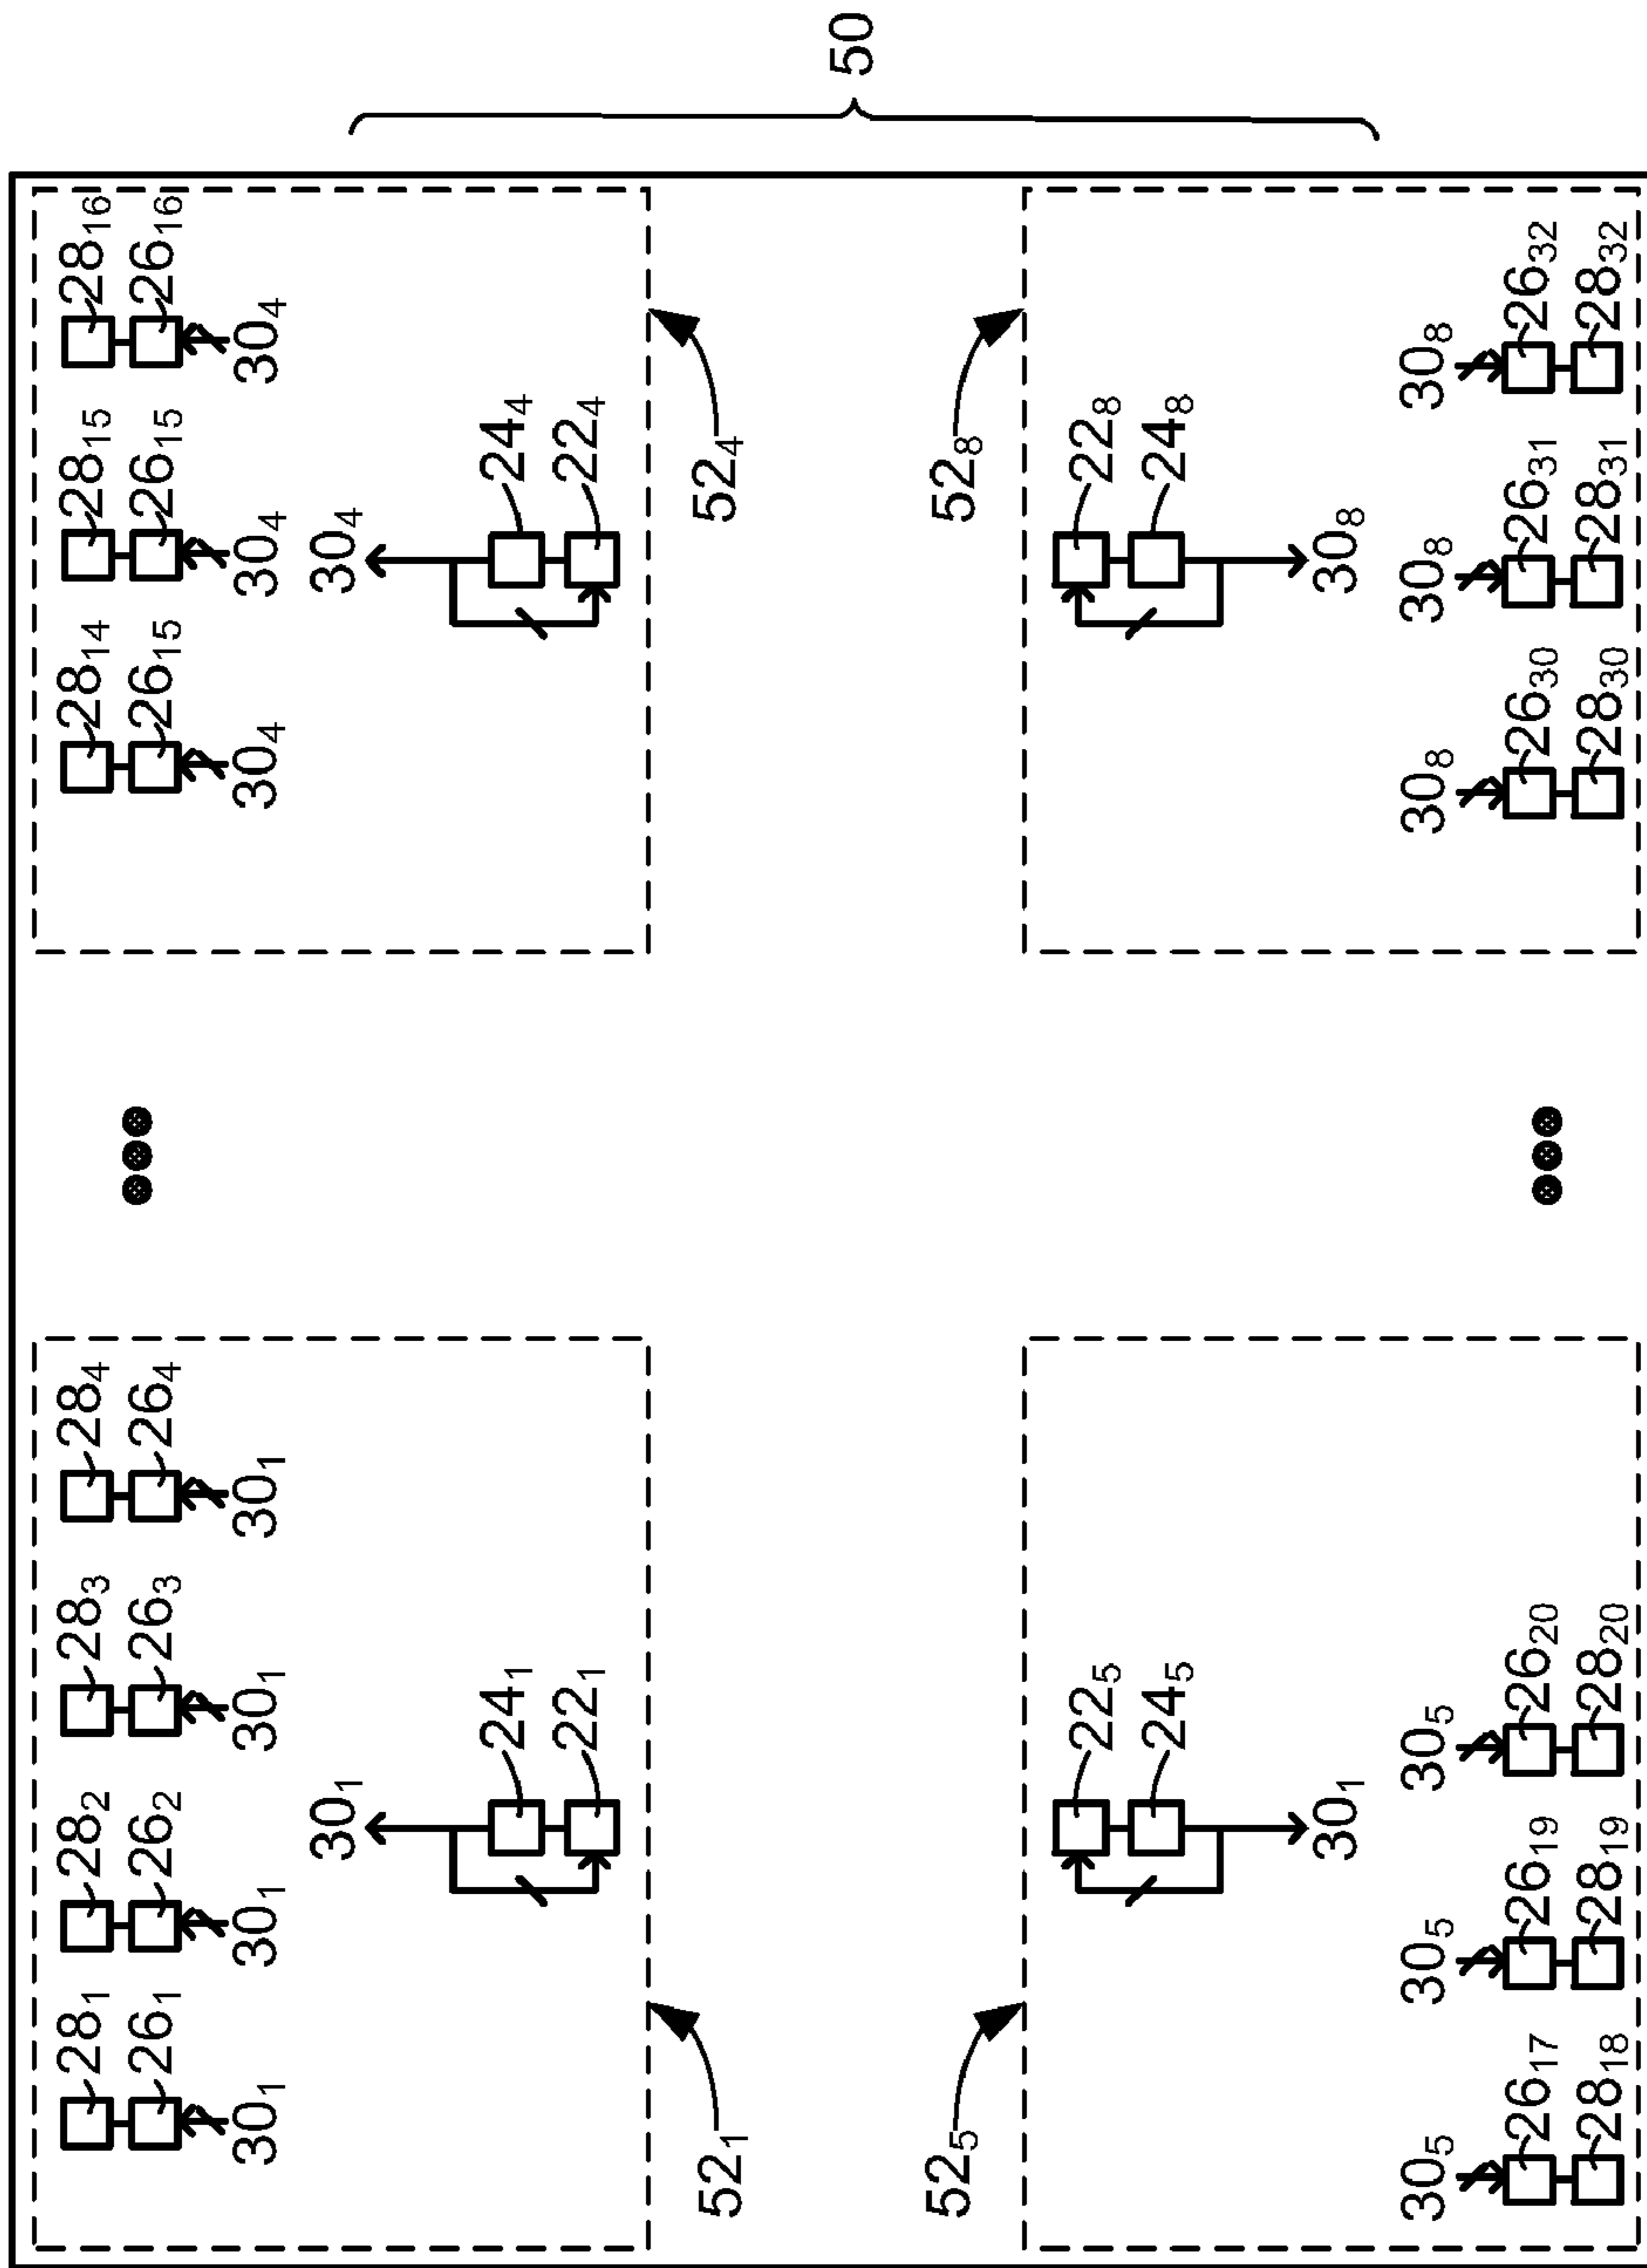 28₁ 28₂ 28₃ 28₄ 28₁₄ 28₁₅ 28₁₆
26₁ 26₂ 26₃ 26₄ 26₁₅ 26₁₅ 26₁₆
30₁ 30₁ 30₁ 30₁ 30₄ 30₄ 30₄
30₁ 30₄
24₁ 24₄
22₁ 22₄
52₁ 52₄
50
52₅ 52₈
22₅ 22₈
24₅ 24₈
30₁ 30₈
30₅ 30₅ 30₅ 30₈ 30₈ 30₈
26₁₇ 26₁₉ 26₂₀ 26₃₀ 26₃₁ 26₃₂
28₁₈ 28₁₉ 28₂₀ 28₃₀ 28₃₁ 28₃₂